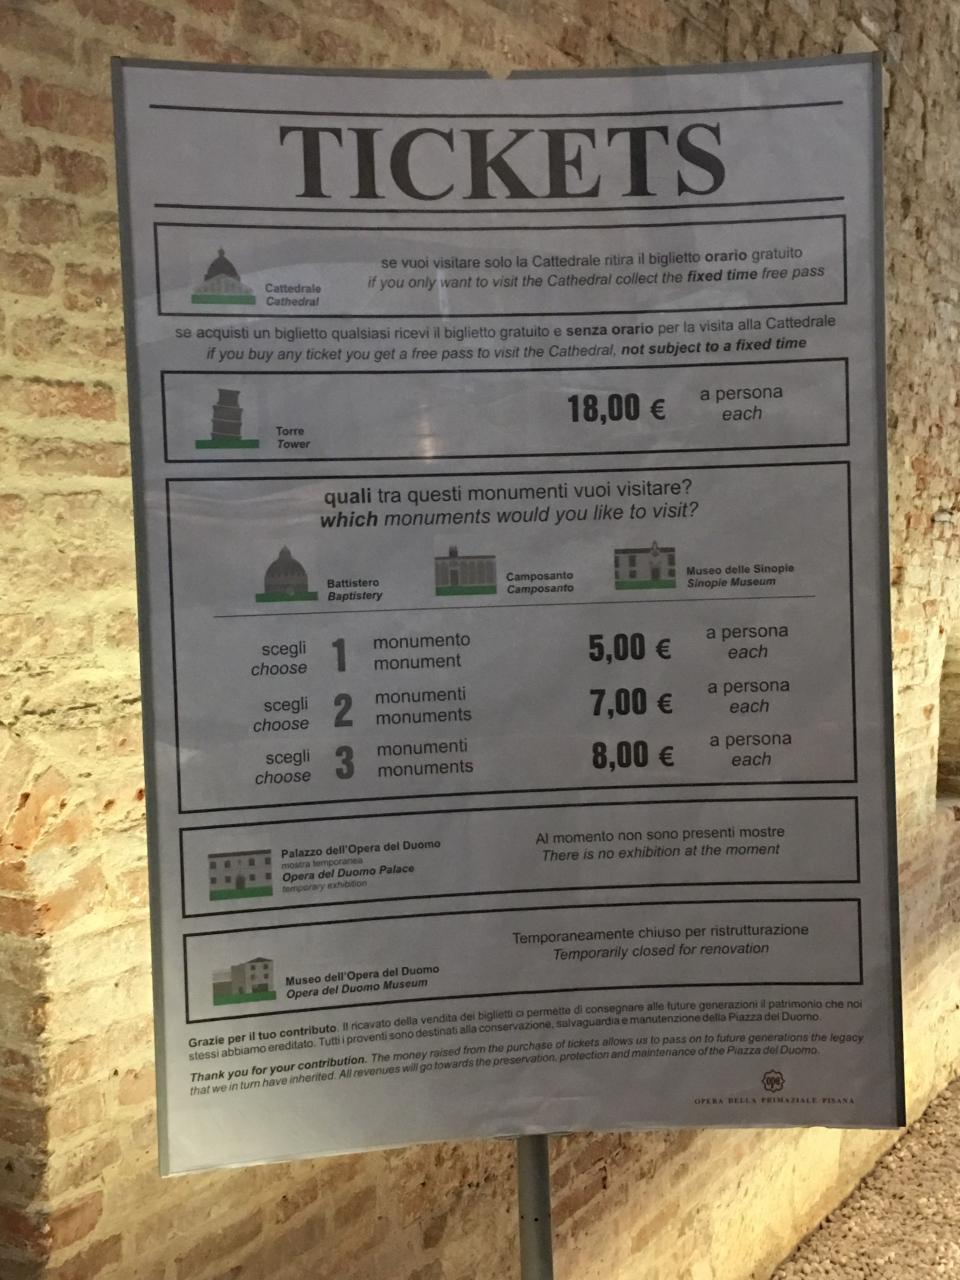 TICKETS
se vuoi visitare solo la Cattedrale ritira il biglietto orario gratuito
if you only want to visit the Cathedral collect the fixed time free pass
Cattedrale
Cathedral
se acquisti un biglietto qualsiasi ricevi il biglietto gratuito e senza orario per la visita alla Cattedrale
if you buy any ticket you get a free pass to visit the Cathedral, not subject to a fixed time
Torre
Tower
18,00 €
a persona
each
quali tra questi monumenti vuoi visitare?
which monuments would you like to visit?
Battistero
Baptistery
Camposanto
Camposanto
Museo delle Sinopie
Sinopie Museum
scegli
choose
1
monumento
monument
5,00 €
a persona
each
scegli
choose
2
monumenti
monuments
7,00 €
a persona
each
scegli
choose
3
monumenti
monuments
8,00 €
a persona
each
Palazzo dell'Opera del Duomo
mostra temporanea
Opera del Duomo Palace
temporary exhibition
Al momento non sono presenti mostre
There is no exhibition at the moment
Museo dell'Opera del Duomo
Opera del Duomo Museum
Temporaneamente chiuso per ristrutturazione
Temporarily closed for renovation
Grazie per il tuo contributo. Il ricavato della vendita dei biglietti ci permette di consegnare alle future generazioni il patrimonio che noi
stessi abbiamo ereditato. Tutti i proventi sono destinati alla conservazione, salvaguardia e manutenzione della Piazza del Duomo.
Thank you for your contribution. The money raised from the purchase of tickets allows us to pass on to future generations the legacy
that we in turn have inherited. All revenues will go towards the preservation, protection and maintenance of the Piazza del Duomo.
opa
OPERA DELLA PRIMAZIALE PISANA